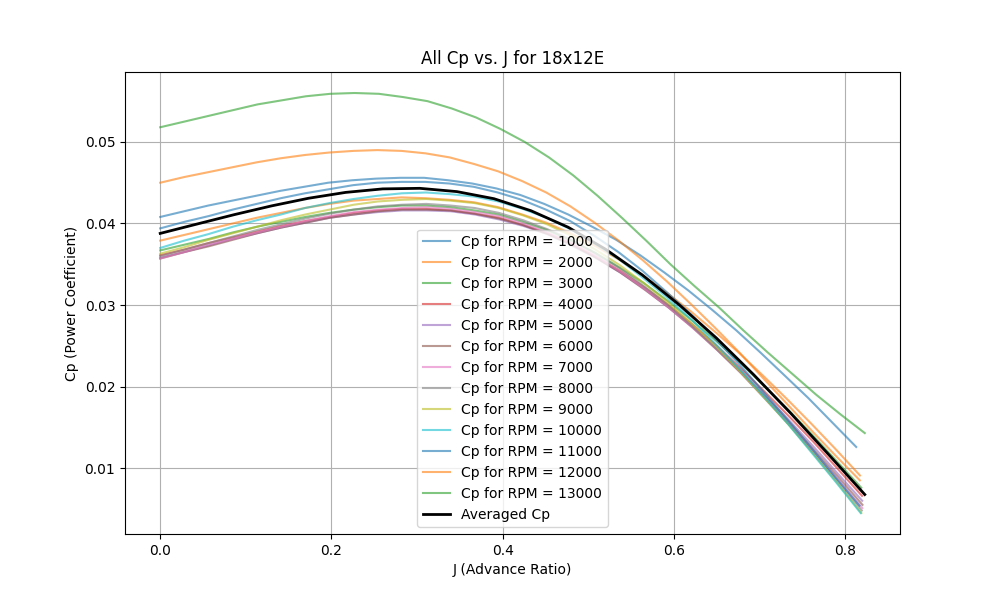 All Cp vs. J for 18x12E
Cp (Power Coefficient)
0.05
0.04
0.03
0.02
0.01
Cp for RPM = 1000
Cp for RPM = 2000
Cp for RPM = 3000
Cp for RPM = 4000
Cp for RPM = 5000
Cp for RPM = 6000
Cp for RPM = 7000
Cp for RPM = 8000
Cp for RPM = 9000
Cp for RPM = 10000
Cp for RPM = 11000
Cp for RPM = 12000
Cp for RPM = 13000
Averaged Cp
0.0 0.2 0.4 0.6 0.8
J (Advance Ratio)